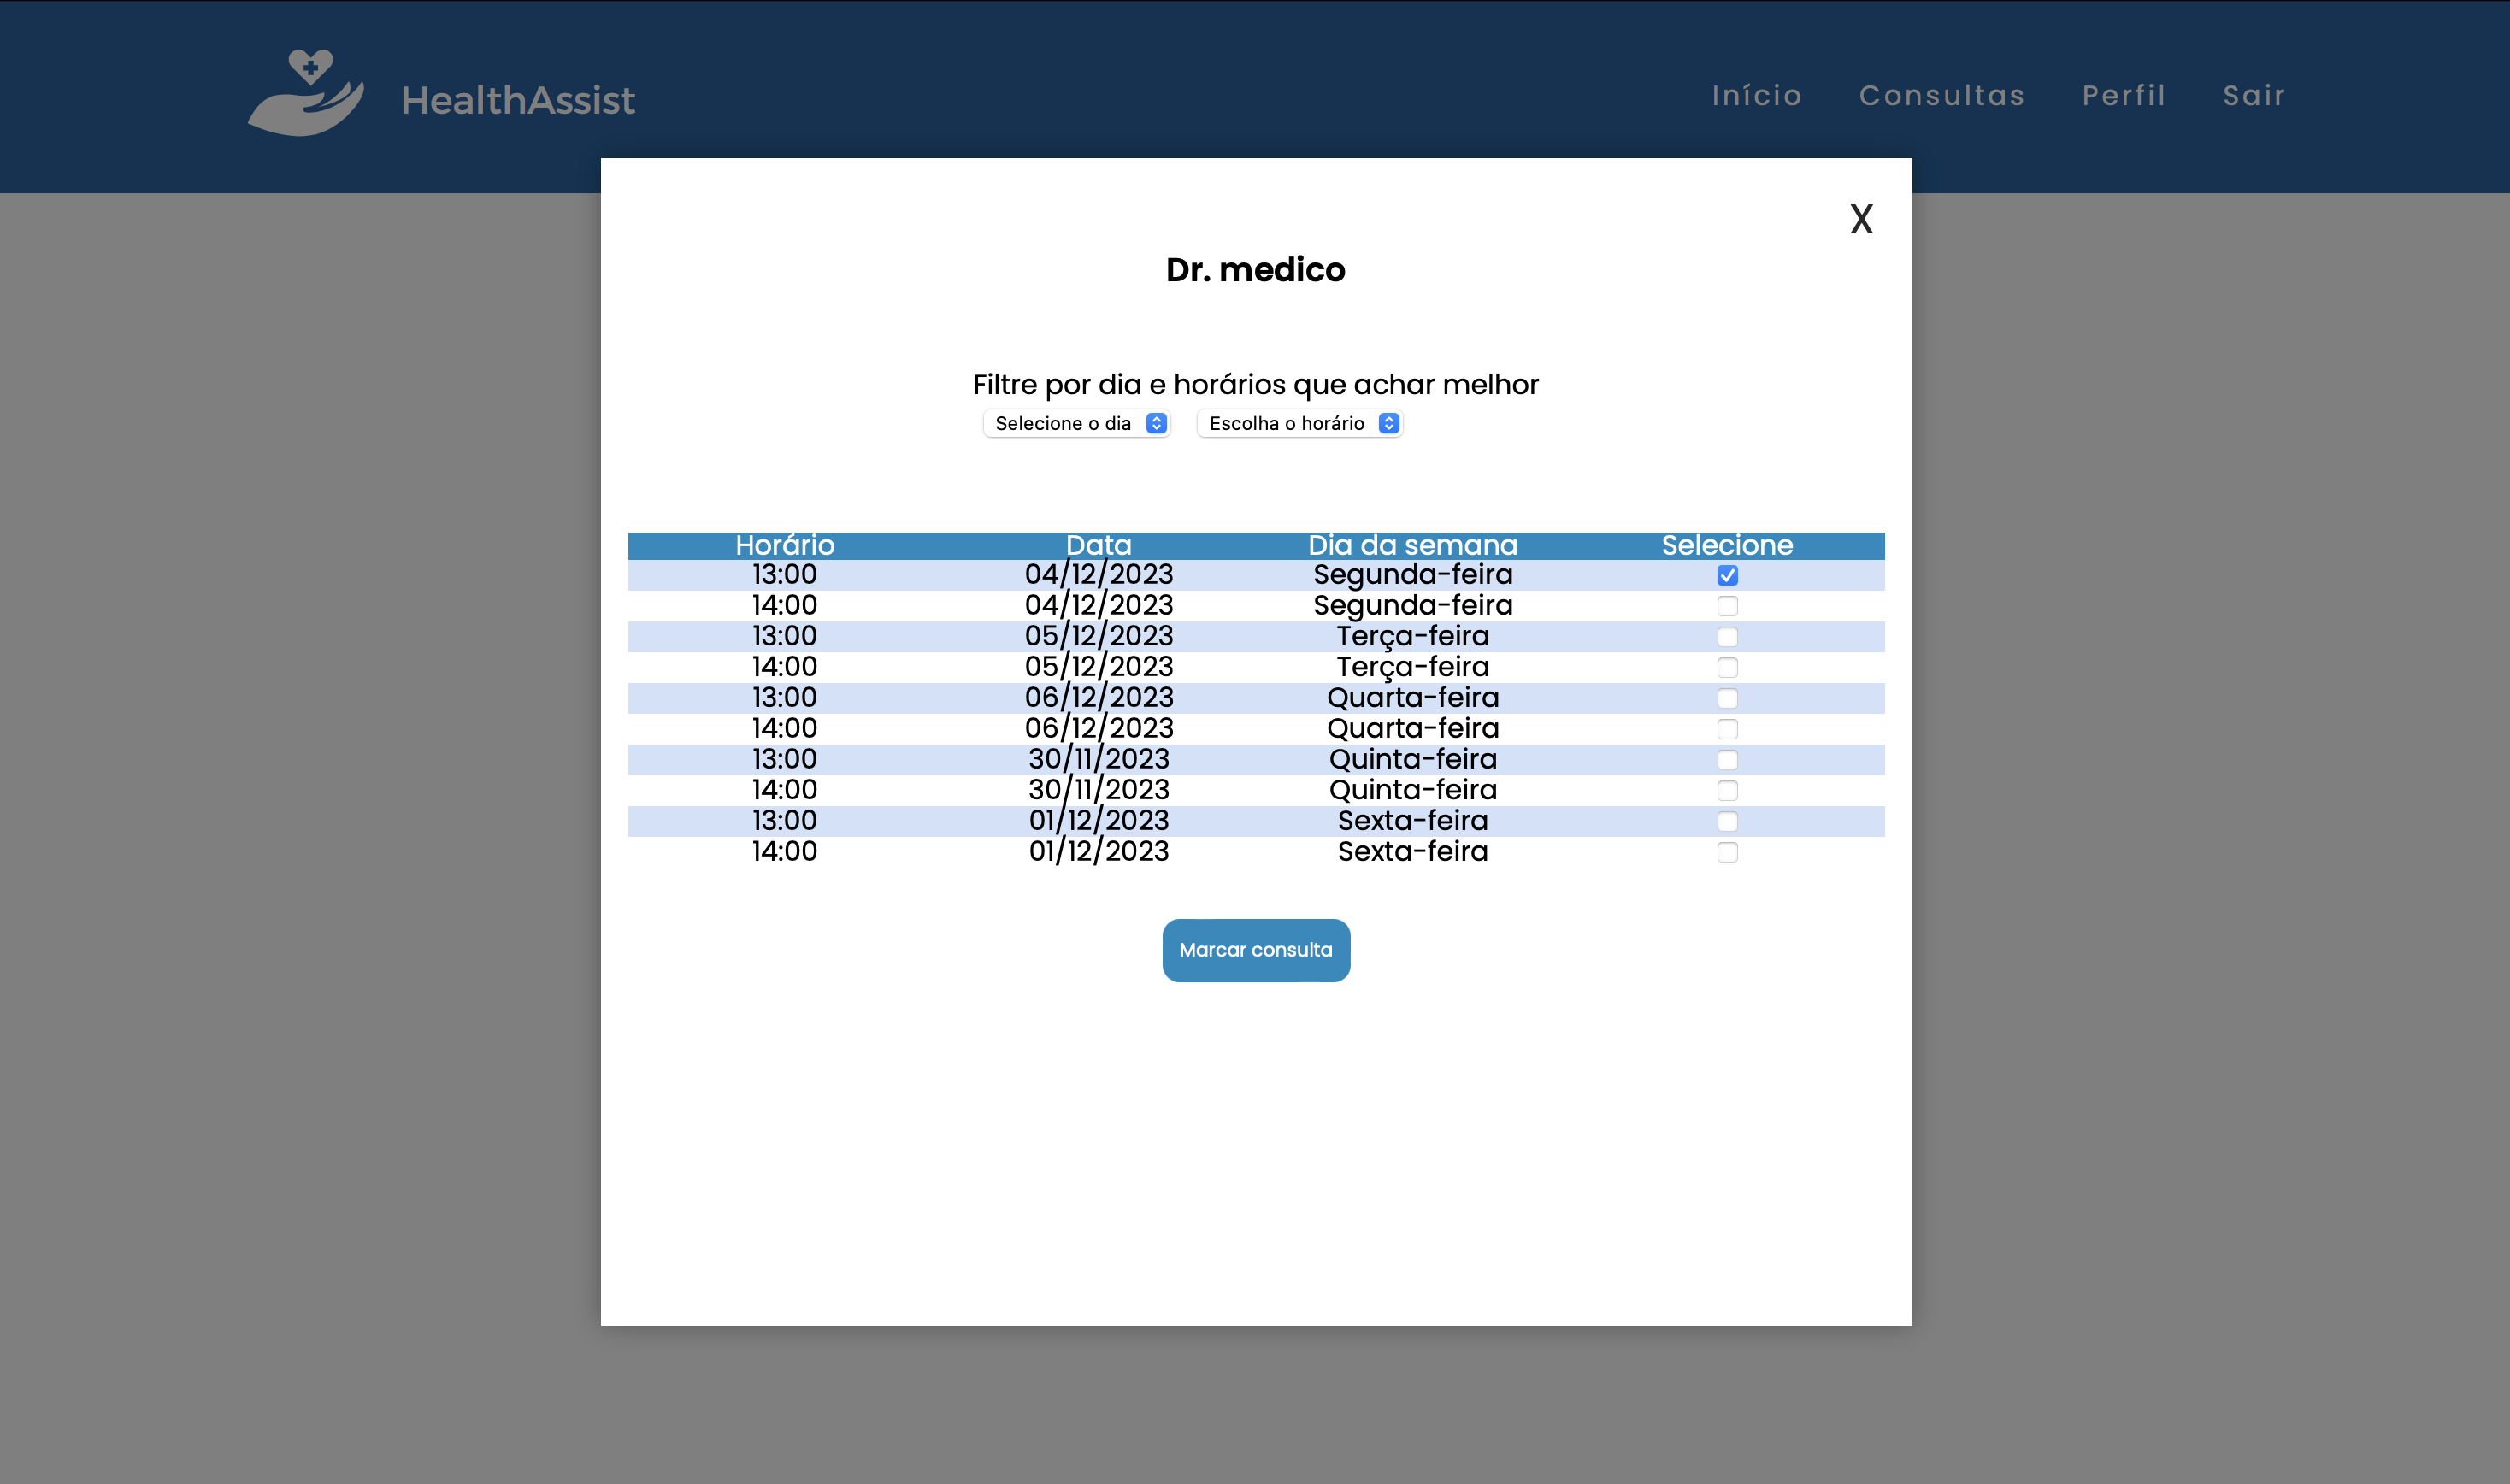 HealthAssist
Início Consultas Perfil Sair
X
Dr. medico
Filtre por dia e horários que achar melhor
Selecione o dia Escolha o horário
Horário Data Dia da semana Selecione
13:00 04/12/2023 Segunda-feira
14:00 04/12/2023 Segunda-feira
13:00 05/12/2023 Terça-feira
14:00 05/12/2023 Terça-feira
13:00 06/12/2023 Quarta-feira
14:00 06/12/2023 Quarta-feira
13:00 30/11/2023 Quinta-feira
14:00 30/11/2023 Quinta-feira
13:00 01/12/2023 Sexta-feira
14:00 01/12/2023 Sexta-feira
Marcar consulta